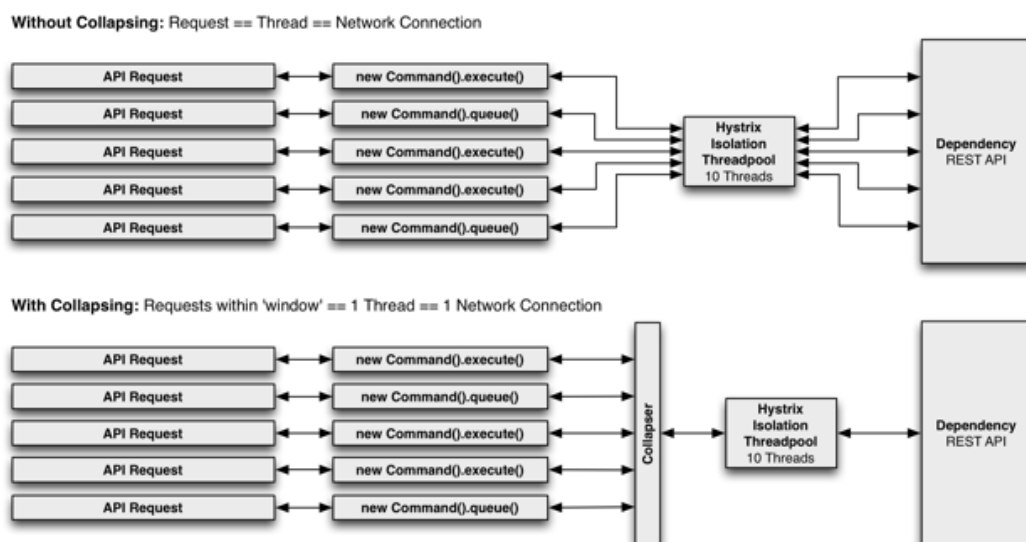 Without Collapsing: Request == Thread == Network Connection
API Request
new Command().execute()
API Request
new Command().queue()
API Request
new Command().execute()
API Request
new Command().execute()
API Request
new Command().queue()
Hystrix
Isolation
Threadpool
10 Threads
Dependency
REST API
With Collapsing: Requests within 'window' == 1 Thread == 1 Network Connection
API Request
new Command().execute()
API Request
new Command().queue()
API Request
new Command().execute()
API Request
new Command().execute()
API Request
new Command().queue()
Collapser
Hystrix
Isolation
Threadpool
10 Threads
Dependency
REST API